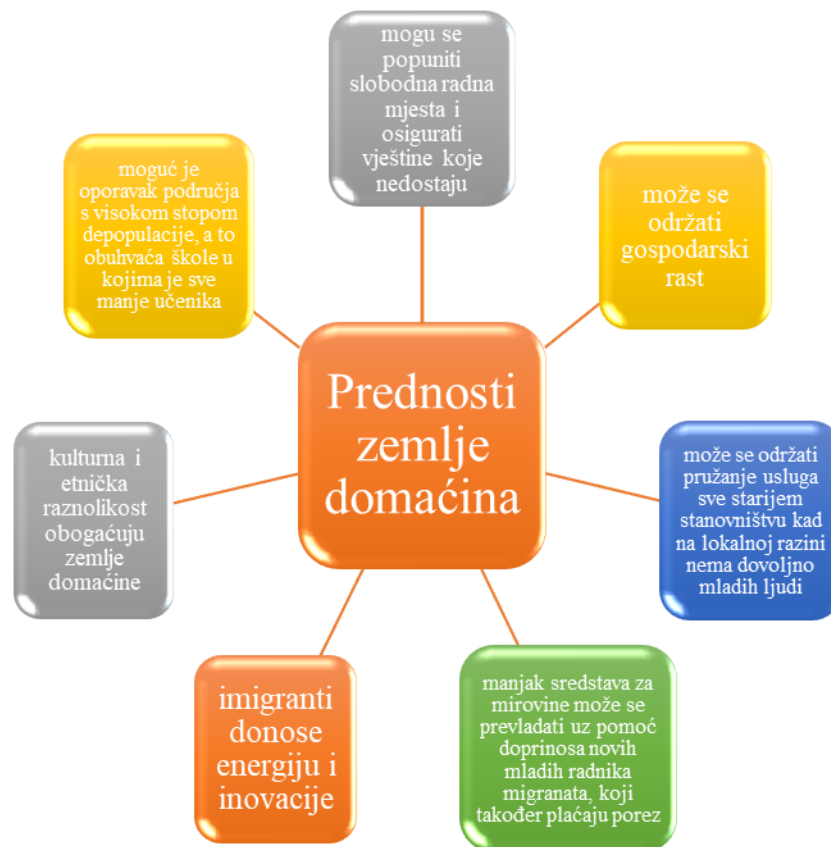 mogu se
popuniti
slobodna radna
mjesta i
osigurati
vještine koje
nedostaju
moguć je
oporavak područja
s visokom stopom
depopulacije, a to
obuhvaća škole u
kojima je sve
manje učenika
može se
održati
gospodarski
rast
Prednosti
zemlje
domaćina
kulturna i
etnička
raznolikost
obogaćuju
zemlje
domaćine
može se održati
pružanje usluga
sve starijem
stanovništvu kad
na lokalnoj razini
nema dovoljno
mladih ljudi
imigranti
donose
energiju i
inovacije
manjak sredstava za
mirovine može se
prevladati uz pomoć
doprinosa novih
mladih radnika
migranata, koji
također plaćaju porez